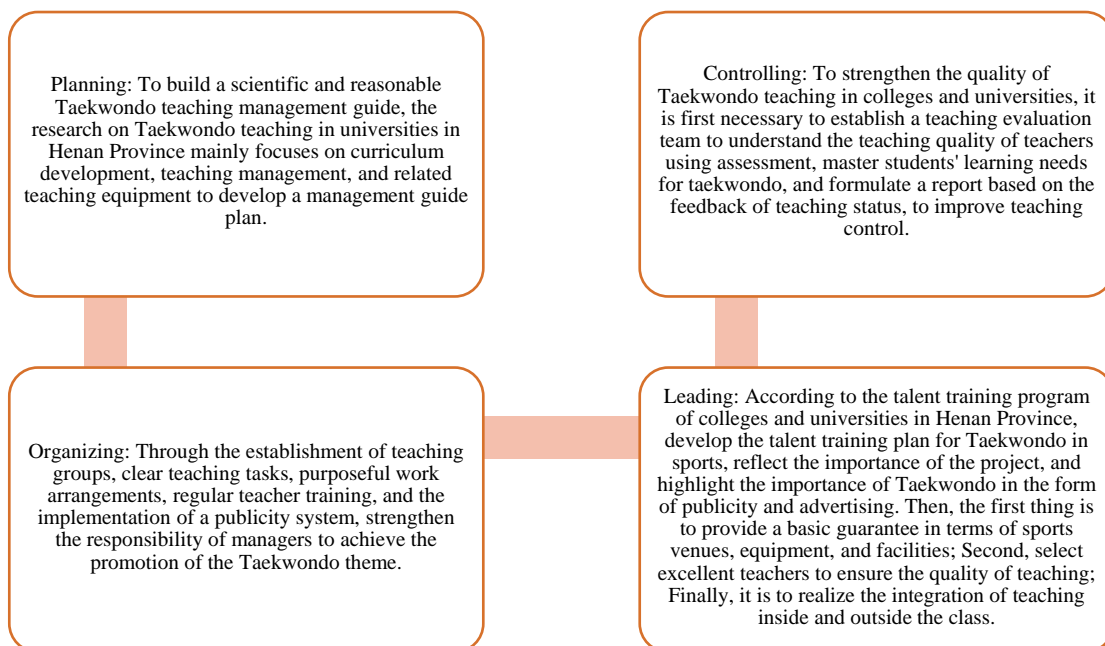 Planning: To build a scientific and reasonable
Taekwondo teaching management guide, the
research on Taekwondo teaching in universities in
Henan Province mainly focuses on curriculum
development, teaching management, and related
teaching equipment to develop a management guide
plan.
Organizing: Through the establishment of teaching
groups, clear teaching tasks, purposeful work
arrangements, regular teacher training, and the
implementation of a publicity system, strengthen
the responsibility of managers to achieve the
promotion of the Taekwondo theme.
Leading: According to the talent training program
of colleges and universities in Henan Province,
develop the talent training plan for Taekwondo in
sports, reflect the importance of the project, and
highlight the importance of Taekwondo in the form
of publicity and advertising. Then, the first thing is
to provide a basic guarantee in terms of sports
venues, equipment, and facilities; Second, select
excellent teachers to ensure the quality of teaching;
Finally, it is to realize the integration of teaching
inside and outside the class.
Controlling: To strengthen the quality of
Taekwondo teaching in colleges and universities, it
is first necessary to establish a teaching evaluation
team to understand the teaching quality of teachers
using assessment, master students' learning needs
for taekwondo, and formulate a report based on the
feedback of teaching status, to improve teaching
control.